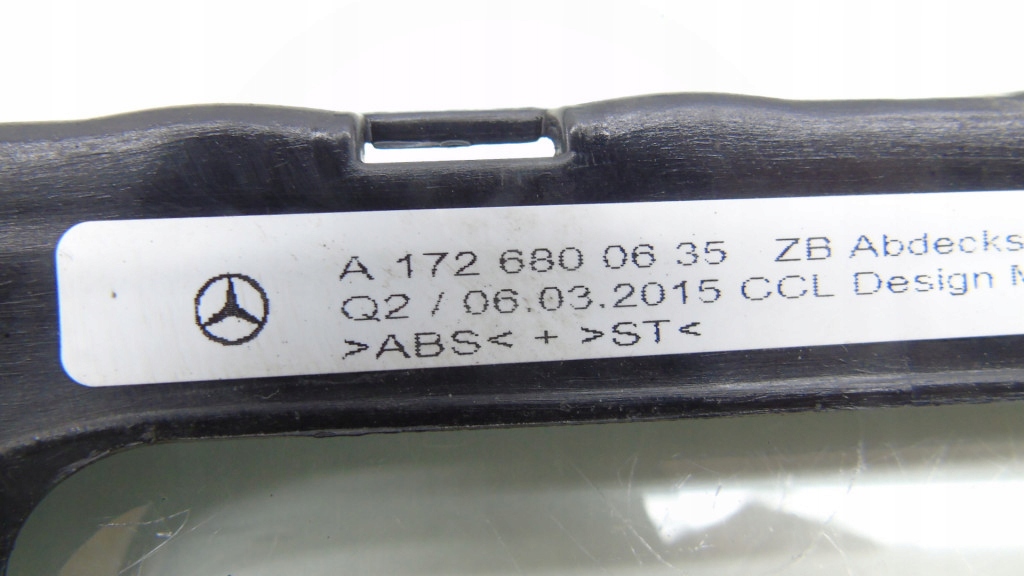 A 172 680 06 35 ZB Abdecks
Q2 / 06.03.2015 CCL Design
>ABS< + >ST<